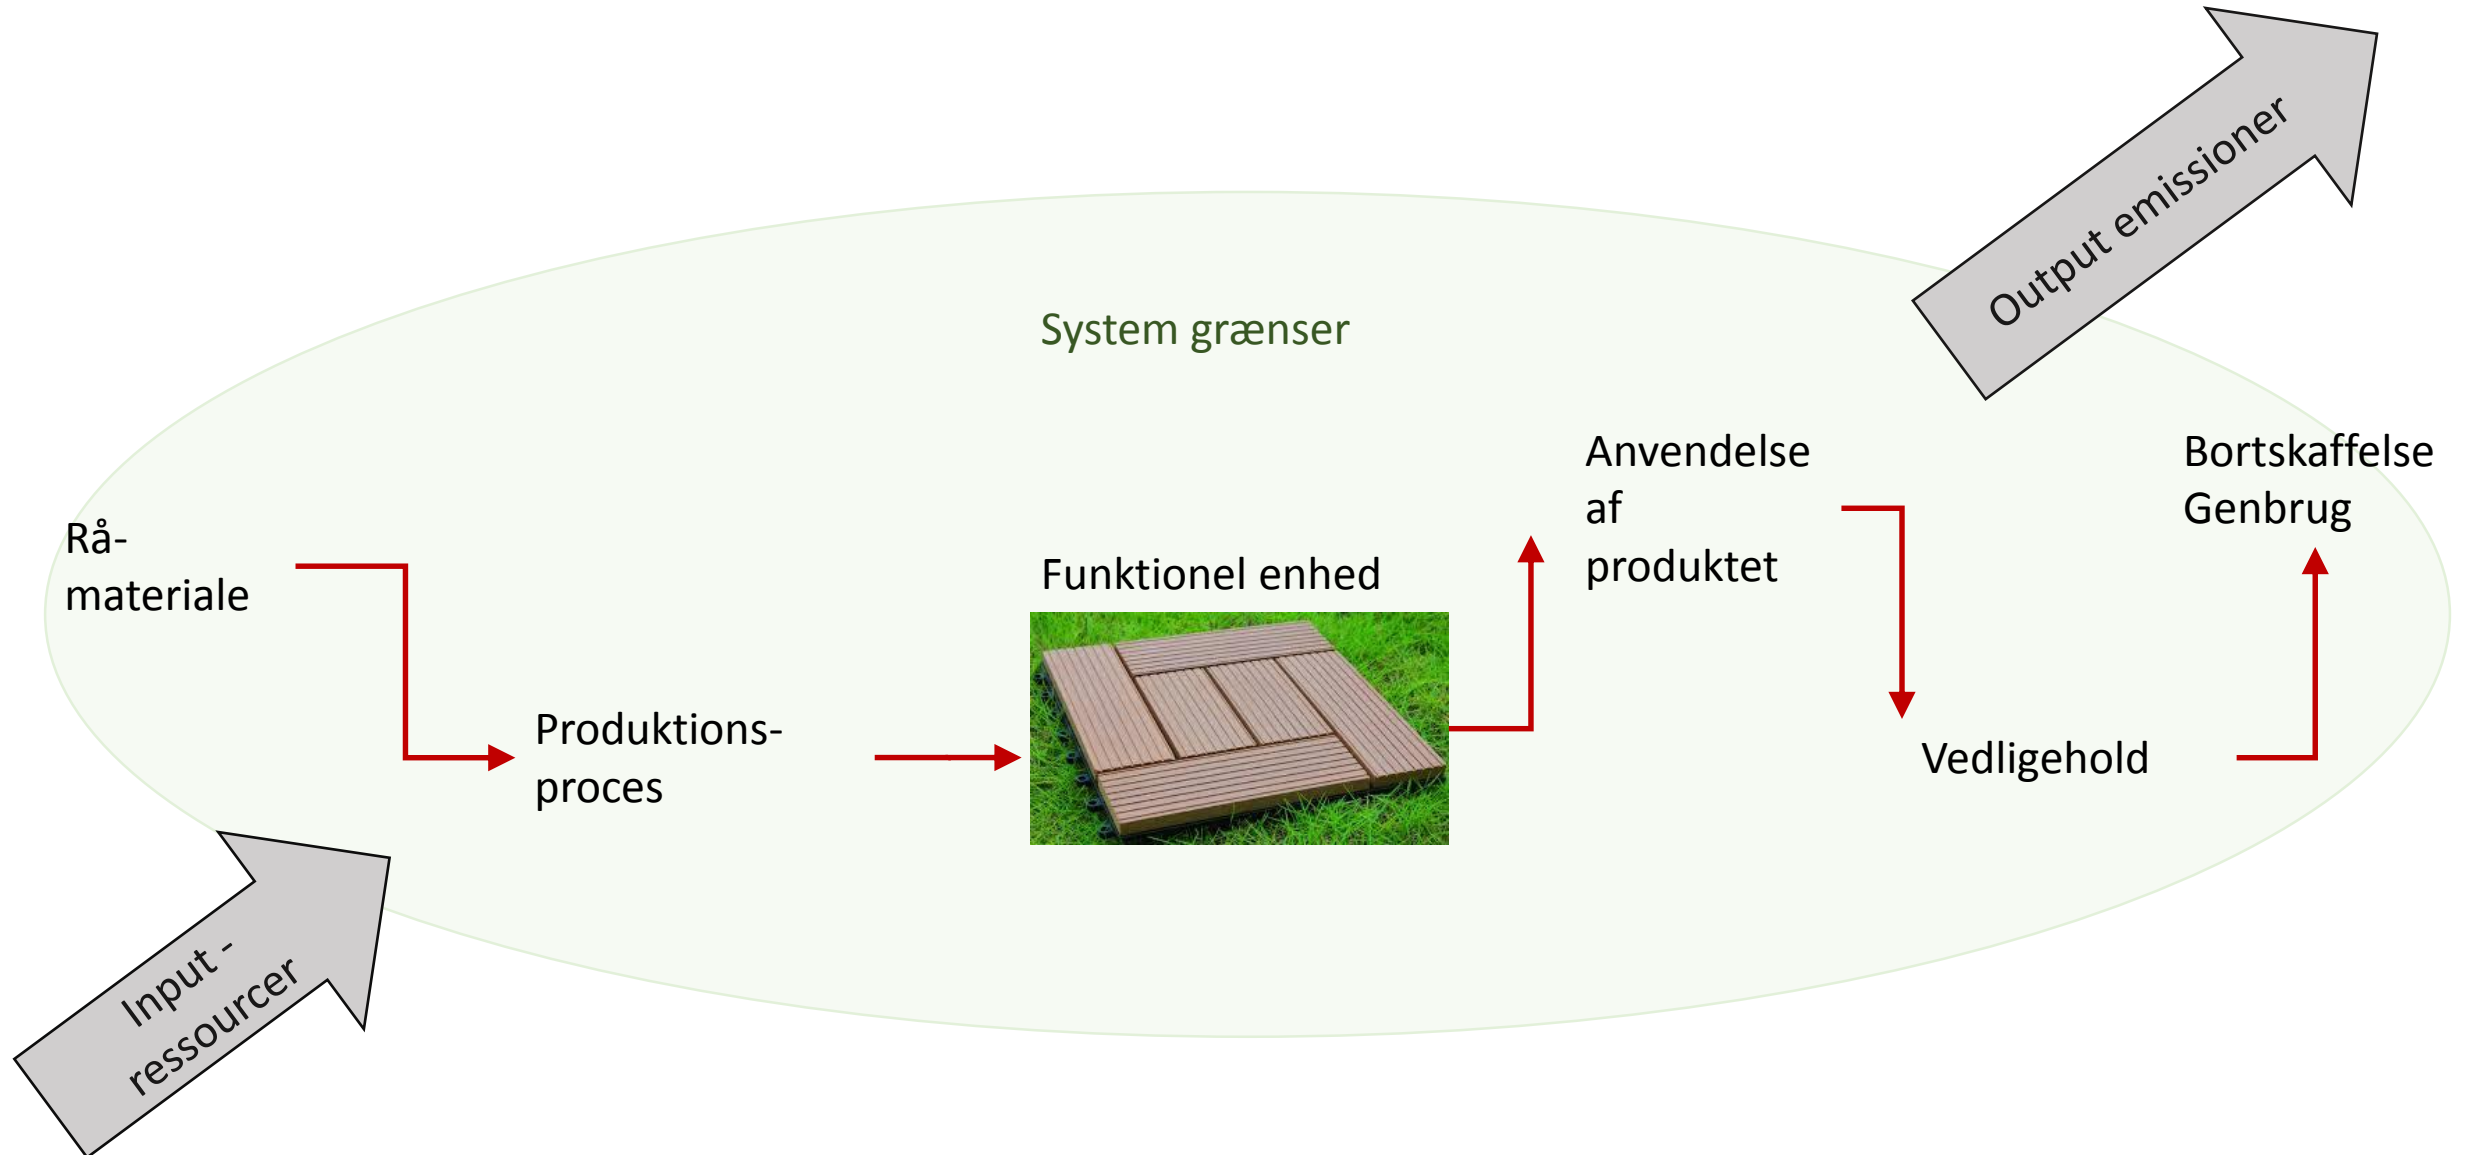 Output emissioner
System grænser
Rå-
materiale
Produktions-
proces
Funktionel enhed
Anvendelse
af
produktet
Vedligehold
Bortskaffelse
Genbrug
Input -
ressourcer